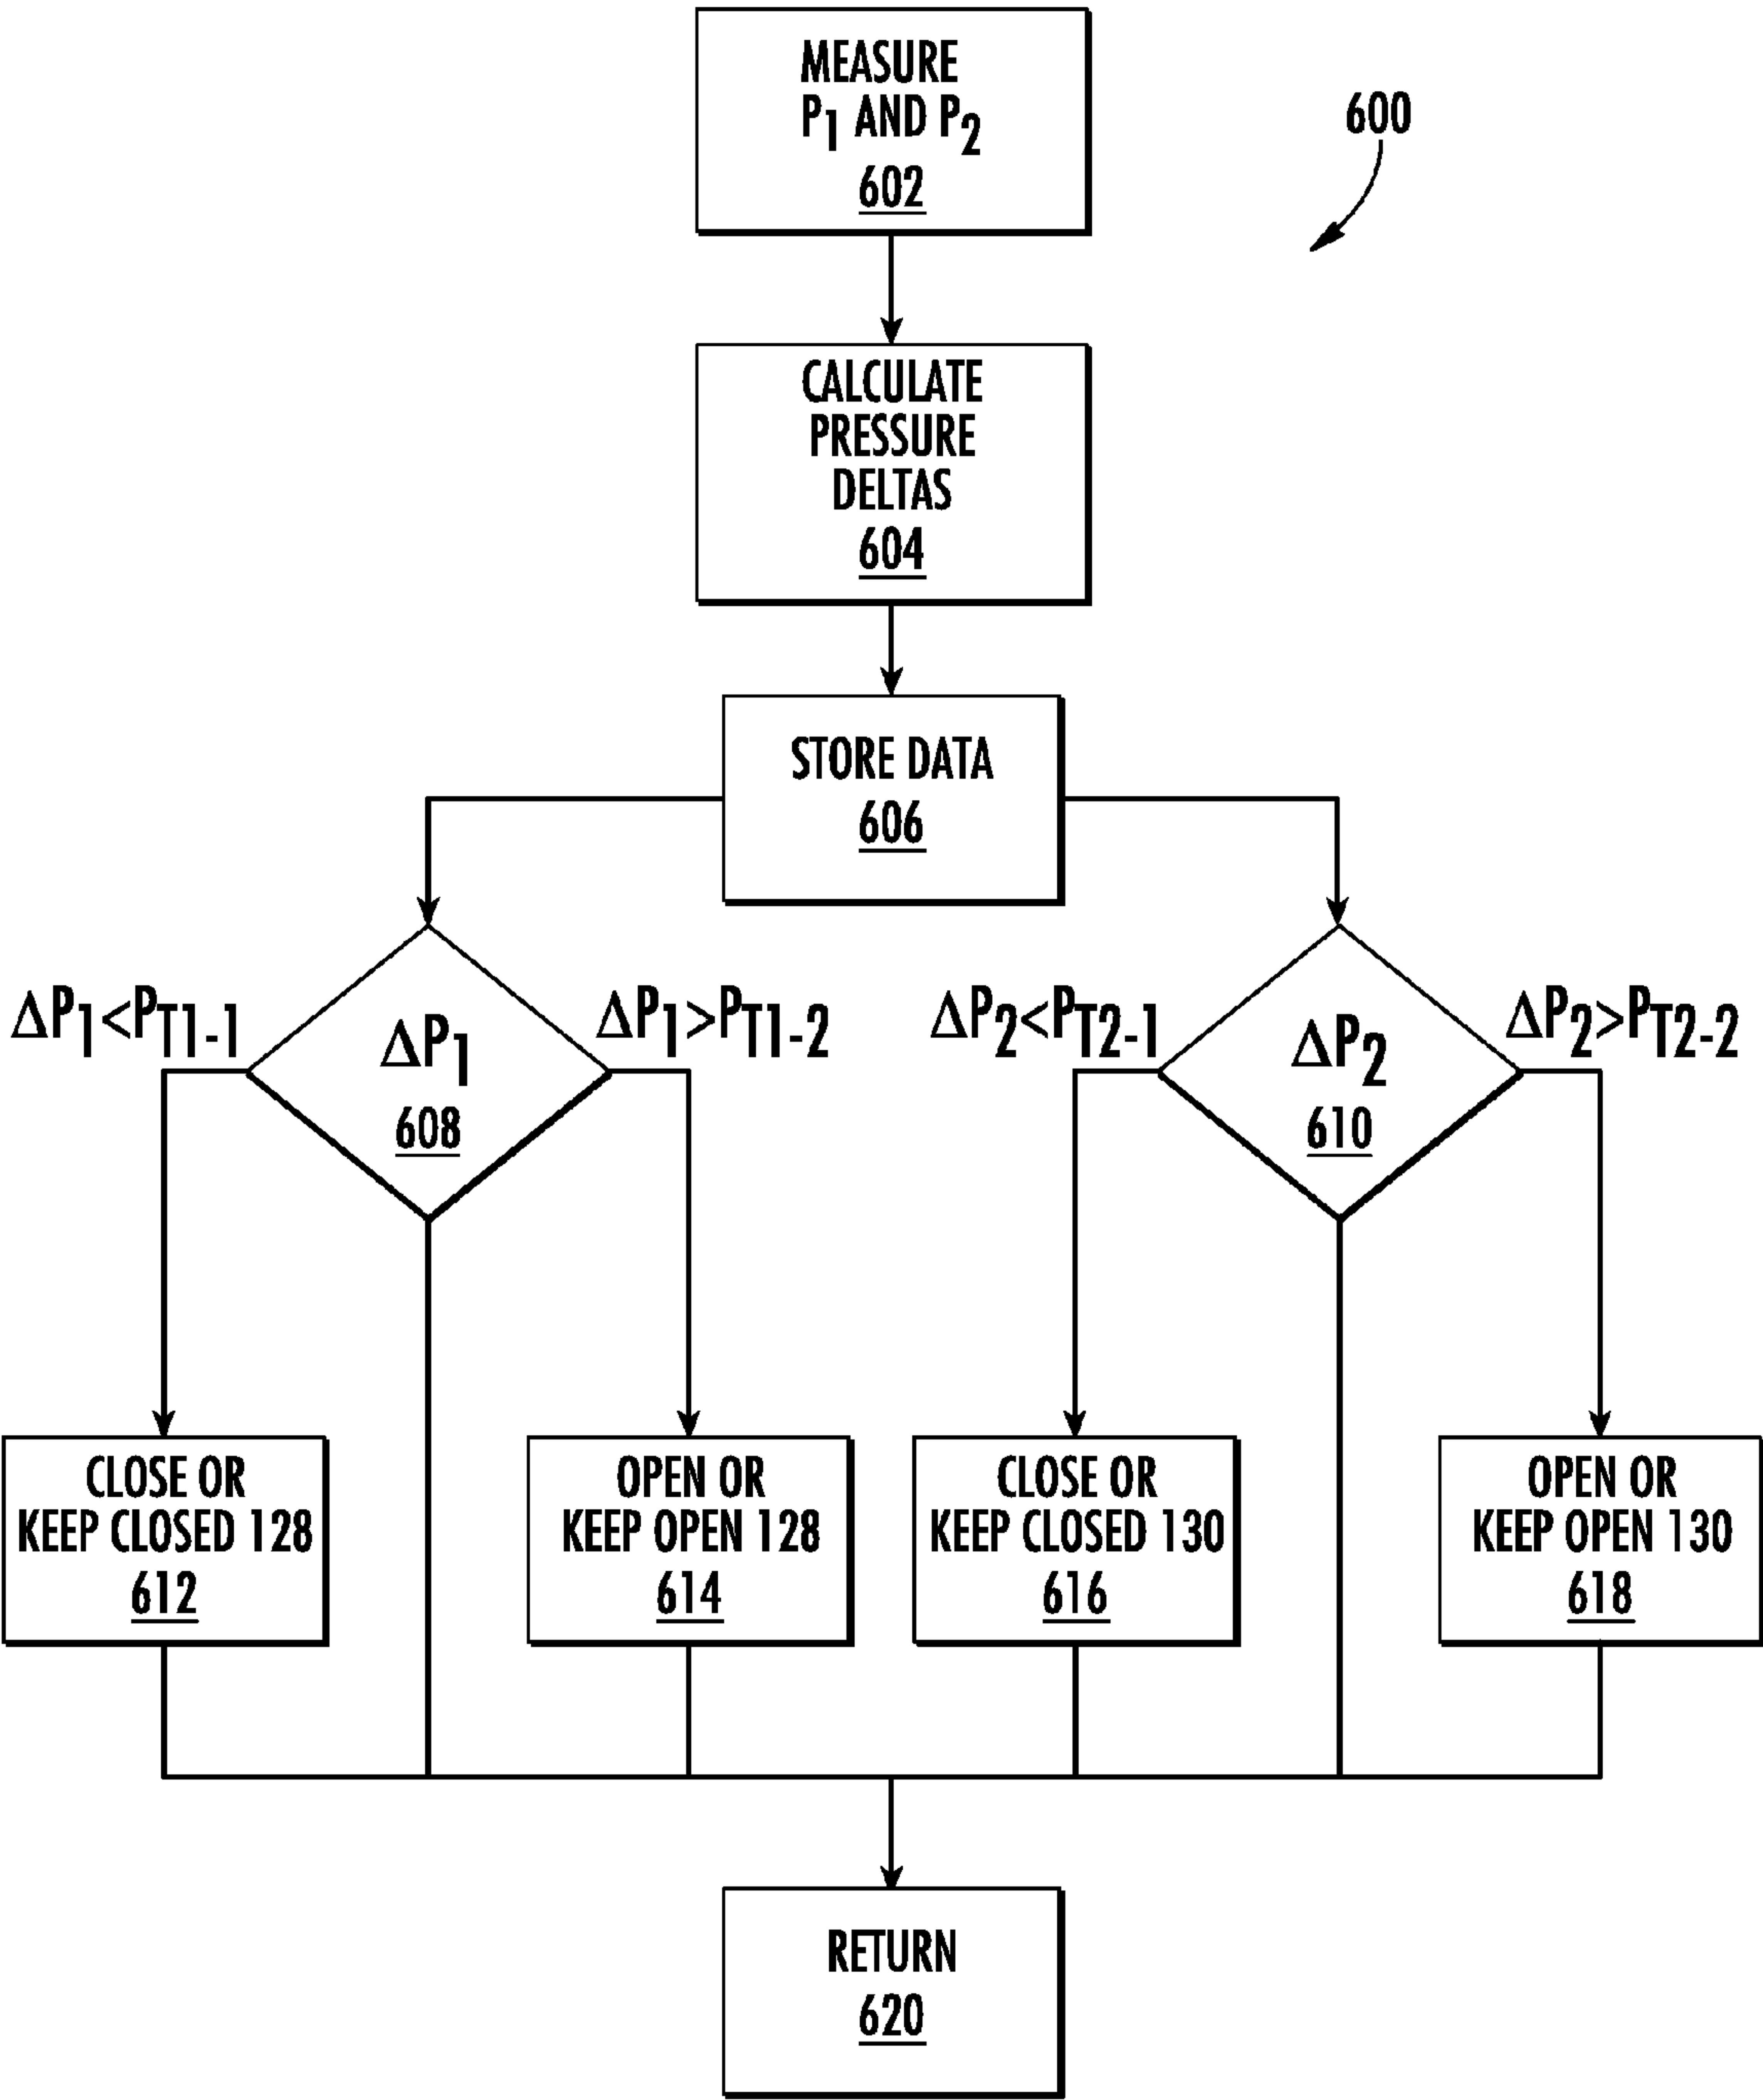 MEASURE
P1 AND P2
602
600
CALCULATE
PRESSURE
DELTAS
604
STORE DATA
606
ΔP1<PT1-1
ΔP1
608
ΔP1>PT1-2
ΔP2<PT2-1
ΔP2
610
ΔP2>PT2-2
CLOSE OR
KEEP CLOSED 128
612
OPEN OR
KEEP OPEN 128
614
CLOSE OR
KEEP CLOSED 130
616
OPEN OR
KEEP OPEN 130
618
RETURN
620